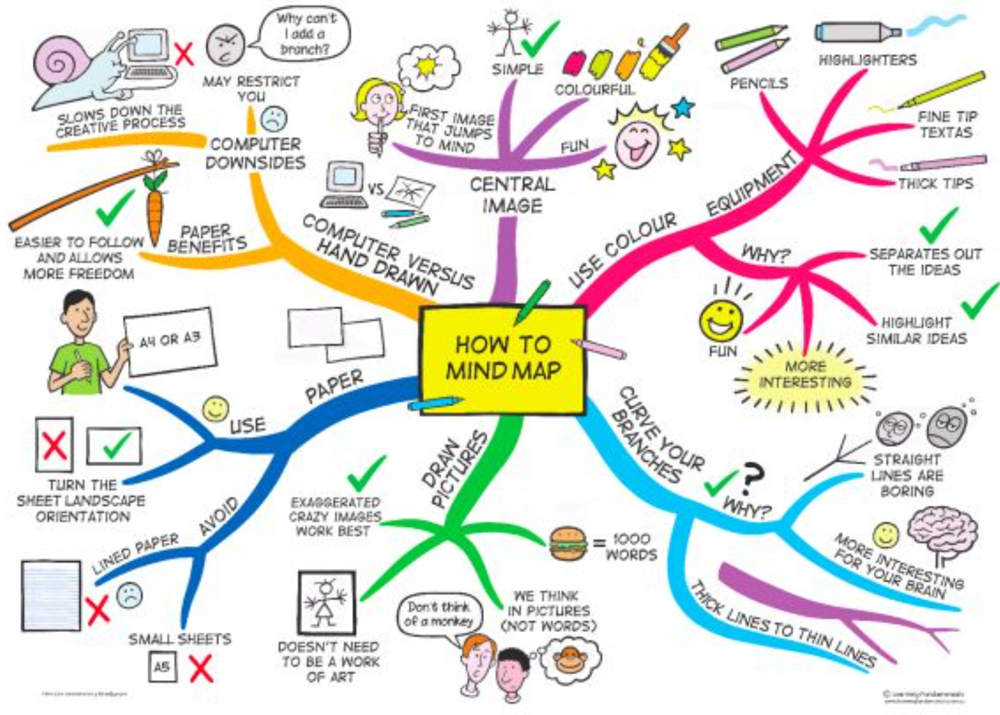 HOW TO
MIND MAP
CENTRAL
IMAGE
FIRST IMAGE
THAT JUMPS
TO MIND
SIMPLE
COLOURFUL
FUN
USE COLOUR
EQUIPMENT
PENCILS
HIGHLIGHTERS
FINE TIP
TEXTAS
THICK TIPS
WHY?
SEPARATES OUT
THE IDEAS
HIGHLIGHT
SIMILAR IDEAS
MORE
INTERESTING
FUN
CURVE YOUR
BRANCHES
?
WHY?
STRAIGHT
LINES ARE
BORING
MORE INTERESTING
FOR YOUR BRAIN
THICK LINES TO THIN LINES
DRAW
PICTURES
= 1000
WORDS
WE THINK
IN PICTURES
(NOT WORDS)
Don't think
of a monkey
DOESN'T NEED
TO BE A WORK
OF ART
EXAGGERATED
CRAZY IMAGES
WORK BEST
PAPER
USE
A4 OR A3
TURN THE
SHEET LANDSCAPE
ORIENTATION
AVOID
LINED PAPER
SMALL SHEETS
A5
COMPUTER VERSUS
HAND DRAWN
VS
PAPER
BENEFITS
EASIER TO FOLLOW
AND ALLOWS
MORE FREEDOM
COMPUTER
DOWNSIDES
SLOWS DOWN THE
CREATIVE PROCESS
MAY RESTRICT
YOU
Why can't
I add a
branch?
© Learning Fundamentals